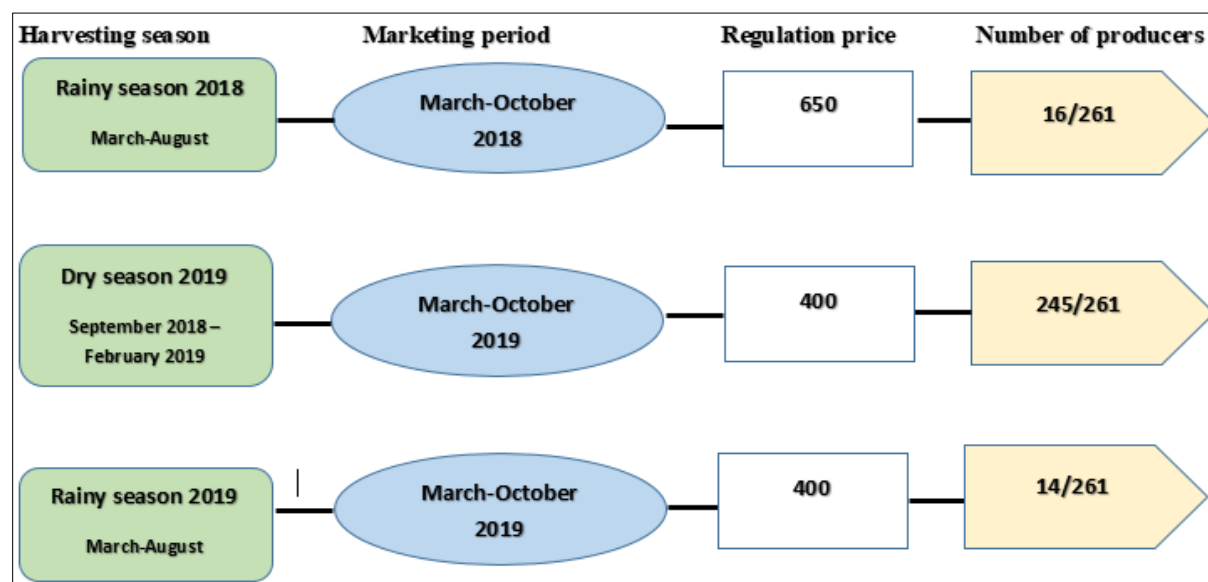 Harvesting season
Marketing period
Regulation price
Number of producers
Rainy season 2018
March-August
March-October
2018
650
16/261
Dry season 2019
September 2018 –
February 2019
March-October
2019
400
245/261
Rainy season 2019
March-August
March-October
2019
400
14/261